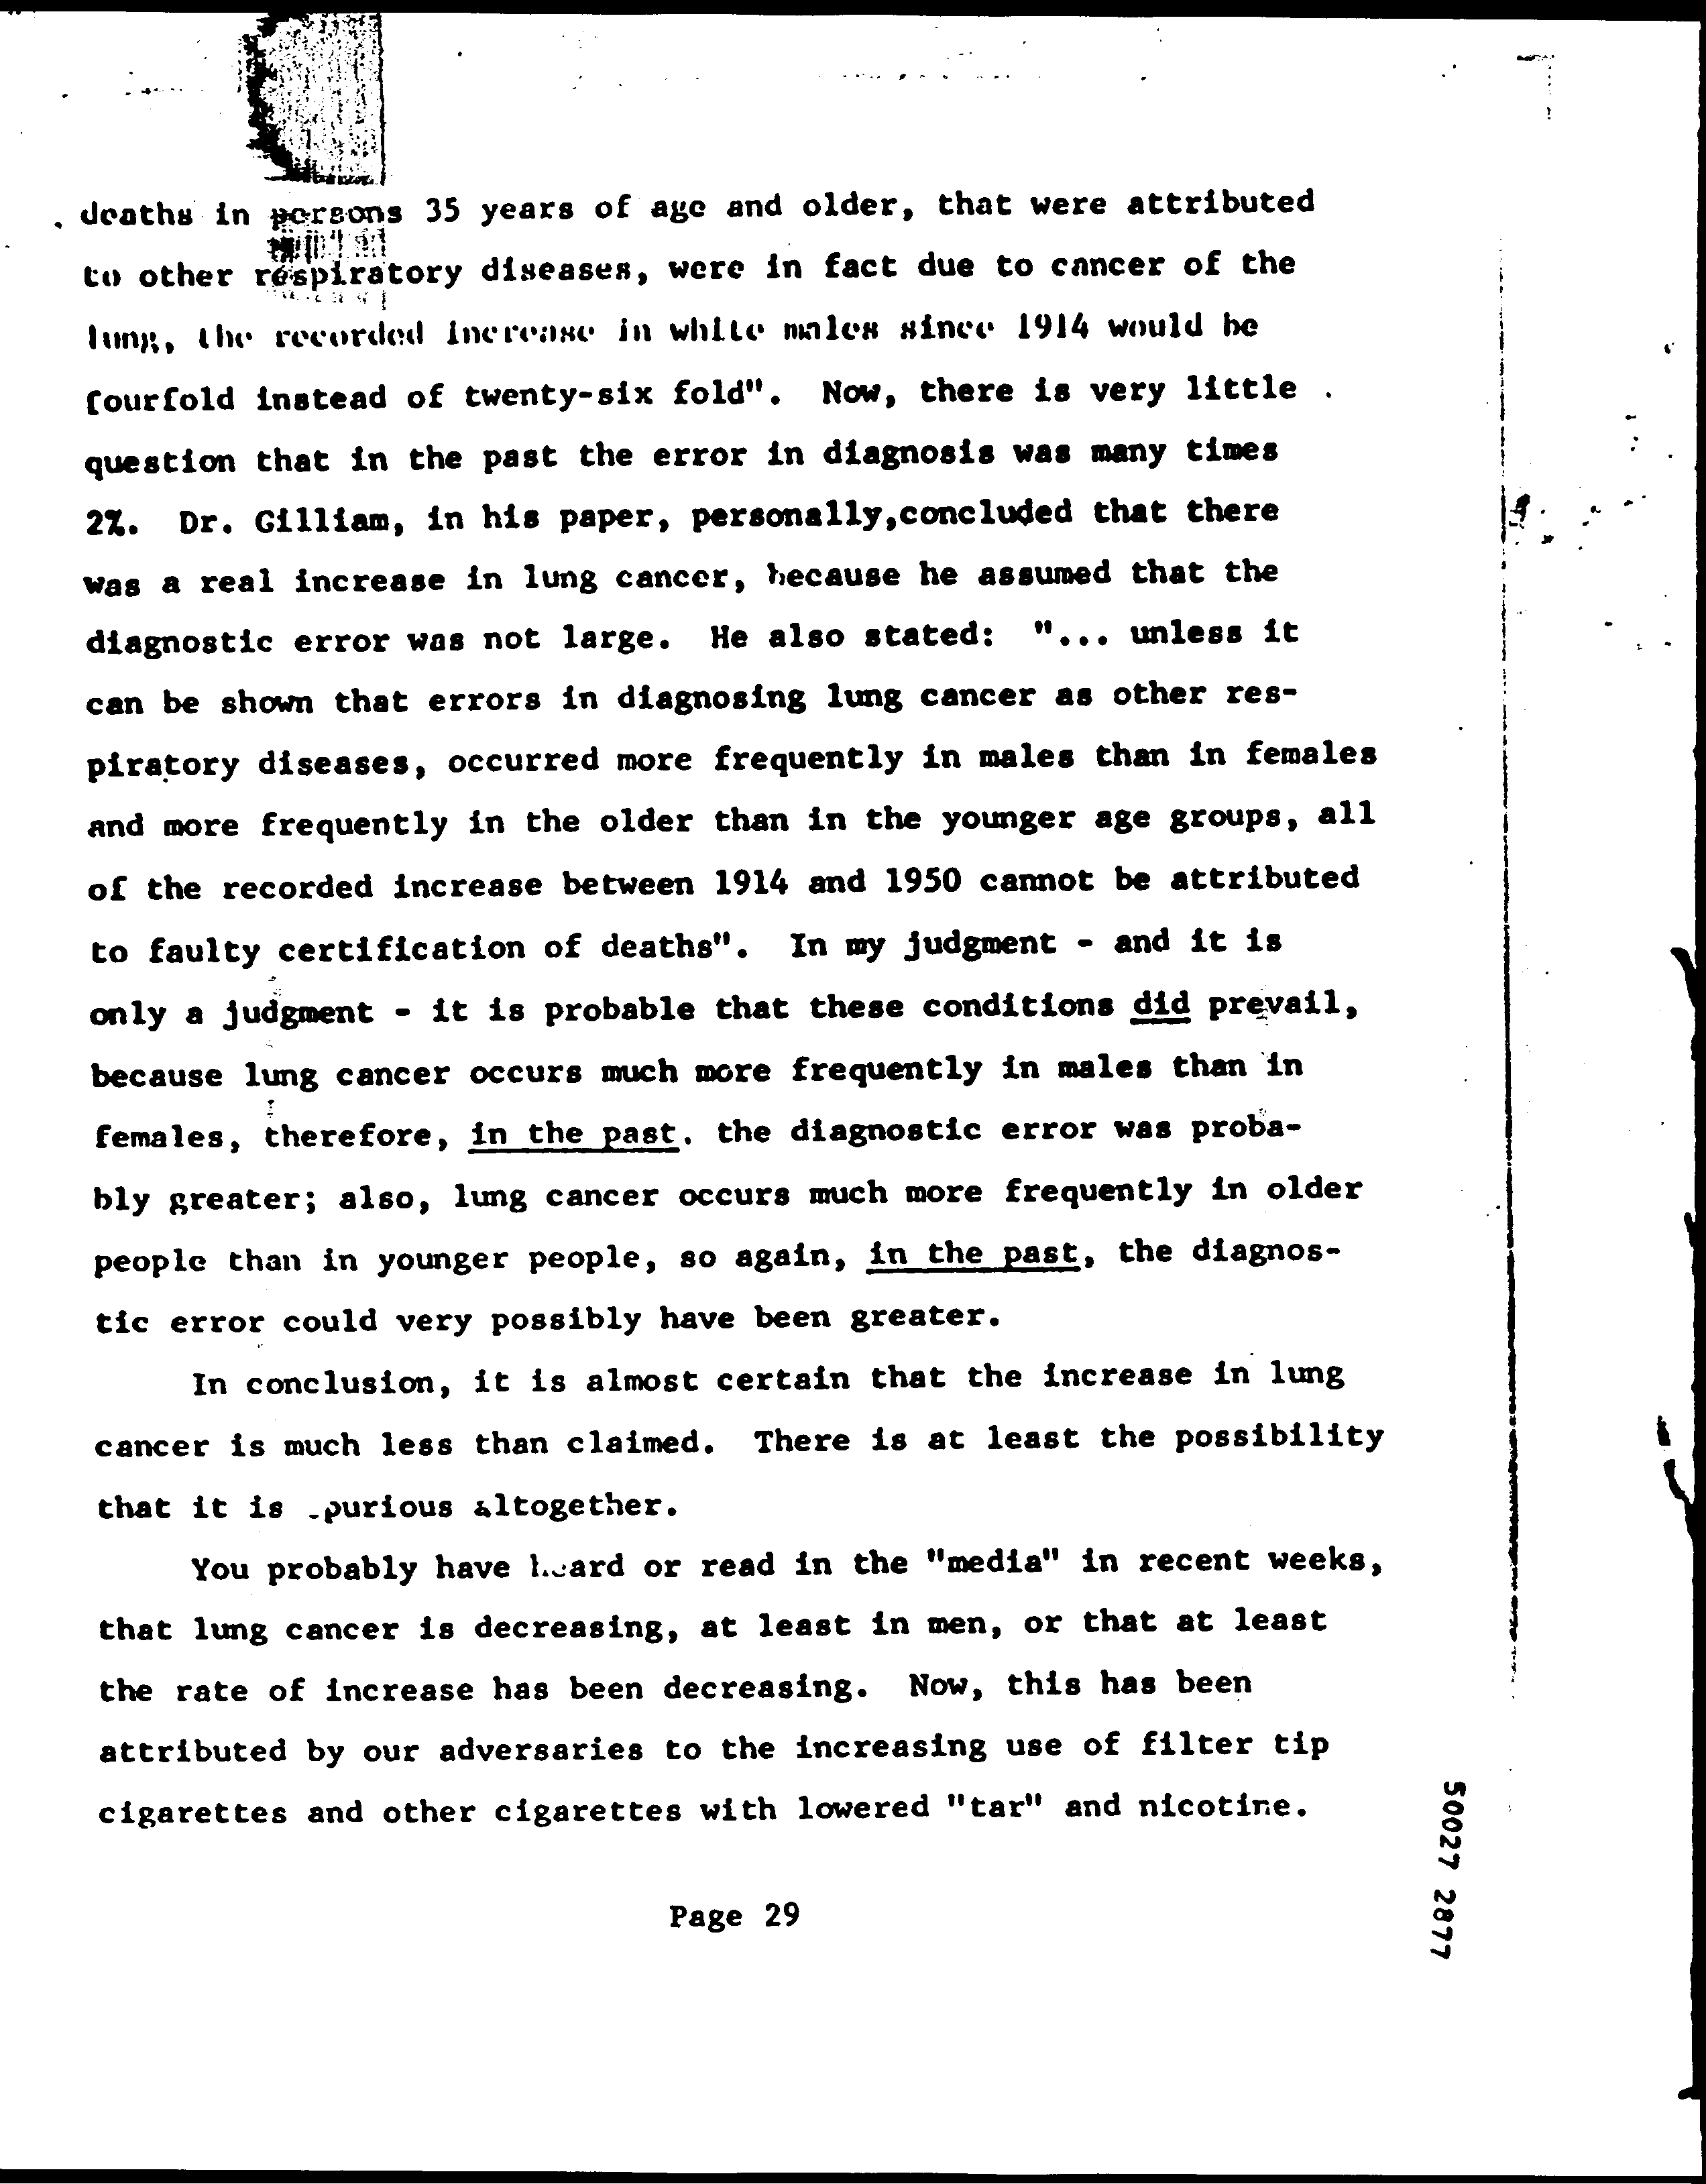 deaths in persons 35 years of age and older, that were attributed
to other respiratory diseases, were in fact due to cancer of the
lung, the recorded increase in white males since 1914 would be
fourfold instead of twenty-six fold". Now, there is very little
question that in the past the error in diagnosis was many times
2%. Dr. Gilliam, in his paper, personally,concluded that there
was a real increase in lung cancer, because he assumed that the
diagnostic error was not large. He also stated: "... unless it
can be shown that errors in diagnosing lung cancer as other res-
piratory diseases, occurred more frequently in males than in females
and more frequently in the older than in the younger age groups, all
of the recorded increase between 1914 and 1950 cannot be attributed
to faulty certification of deaths". In my judgment - and it is
only a judgment - it is probable that these conditions did prevail,
because lung cancer occurs much more frequently in males than in
females, therefore, in the past, the diagnostic error was proba-
bly greater; also, lung cancer occurs much more frequently in older
people than in younger people, so again, in the past, the diagnos-
tic error could very possibly have been greater.
In conclusion, it is almost certain that the increase in lung
cancer is much less than claimed. There is at least the possibility
that it is spurious altogether.
You probably have heard or read in the "media" in recent weeks,
that lung cancer is decreasing, at least in men, or that at least
the rate of increase has been decreasing. Now, this has been
attributed by our adversaries to the increasing use of filter tip
cigarettes and other cigarettes with lowered "tar" and nicotine.
Page 29
50027 2877